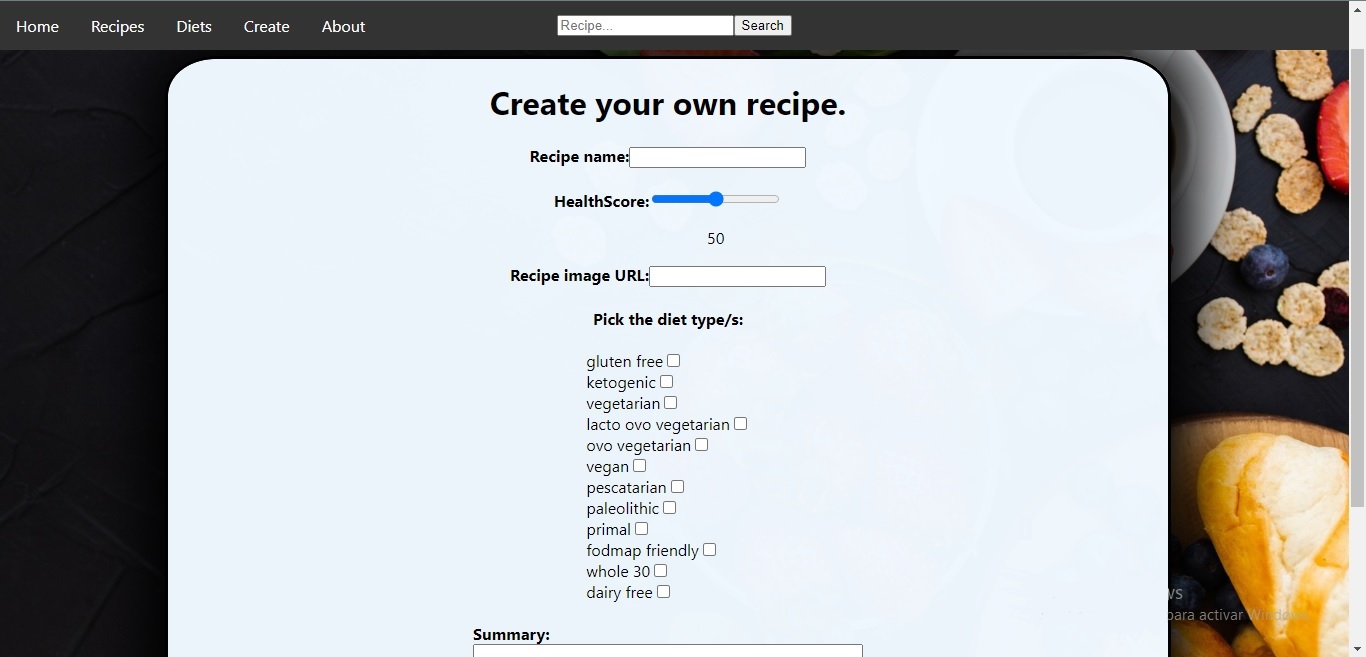 Home Recipes Diets Create About Recipe... Search
Create your own recipe.
Recipe name:
HealthScore:
50
Recipe image URL:
Pick the diet type/s:
gluten free
ketogenic
vegetarian
lacto ovo vegetarian
ovo vegetarian
vegan
pescatarian
paleolithic
primal
fodmap friendly
whole 30
dairy free
Summary:
para activar Windows